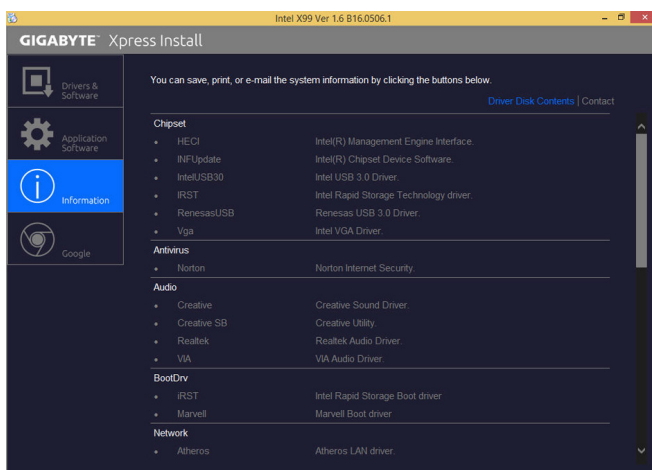 Intel X99 Ver 1.6 B16.0506.1
GIGABYTE™ Xpress Install
Drivers &
Software
Application
Software
Information
Google
You can save, print, or e-mail the system information by clicking the buttons below.
Driver Disk Contents | Contact
Chipset
• HECI Intel(R) Management Engine Interface.
• INFUpdate Intel(R) Chipset Device Software.
• IntelUSB30 Intel USB 3.0 Driver.
• IRST Intel Rapid Storage Technology driver.
• RenesasUSB Renesas USB 3.0 Driver.
• Vga Intel VGA Driver.
Antivirus
• Norton Norton Internet Security.
Audio
• Creative Creative Sound Driver.
• Creative SB Creative Utility
• Realtek Realtek Audio Driver.
• VIA VIA Audio Driver.
BootDrv
• iRST Intel Rapid Storage Boot driver
• Marvell Marvell Boot driver
Network
• Atheros Atheros LAN driver.